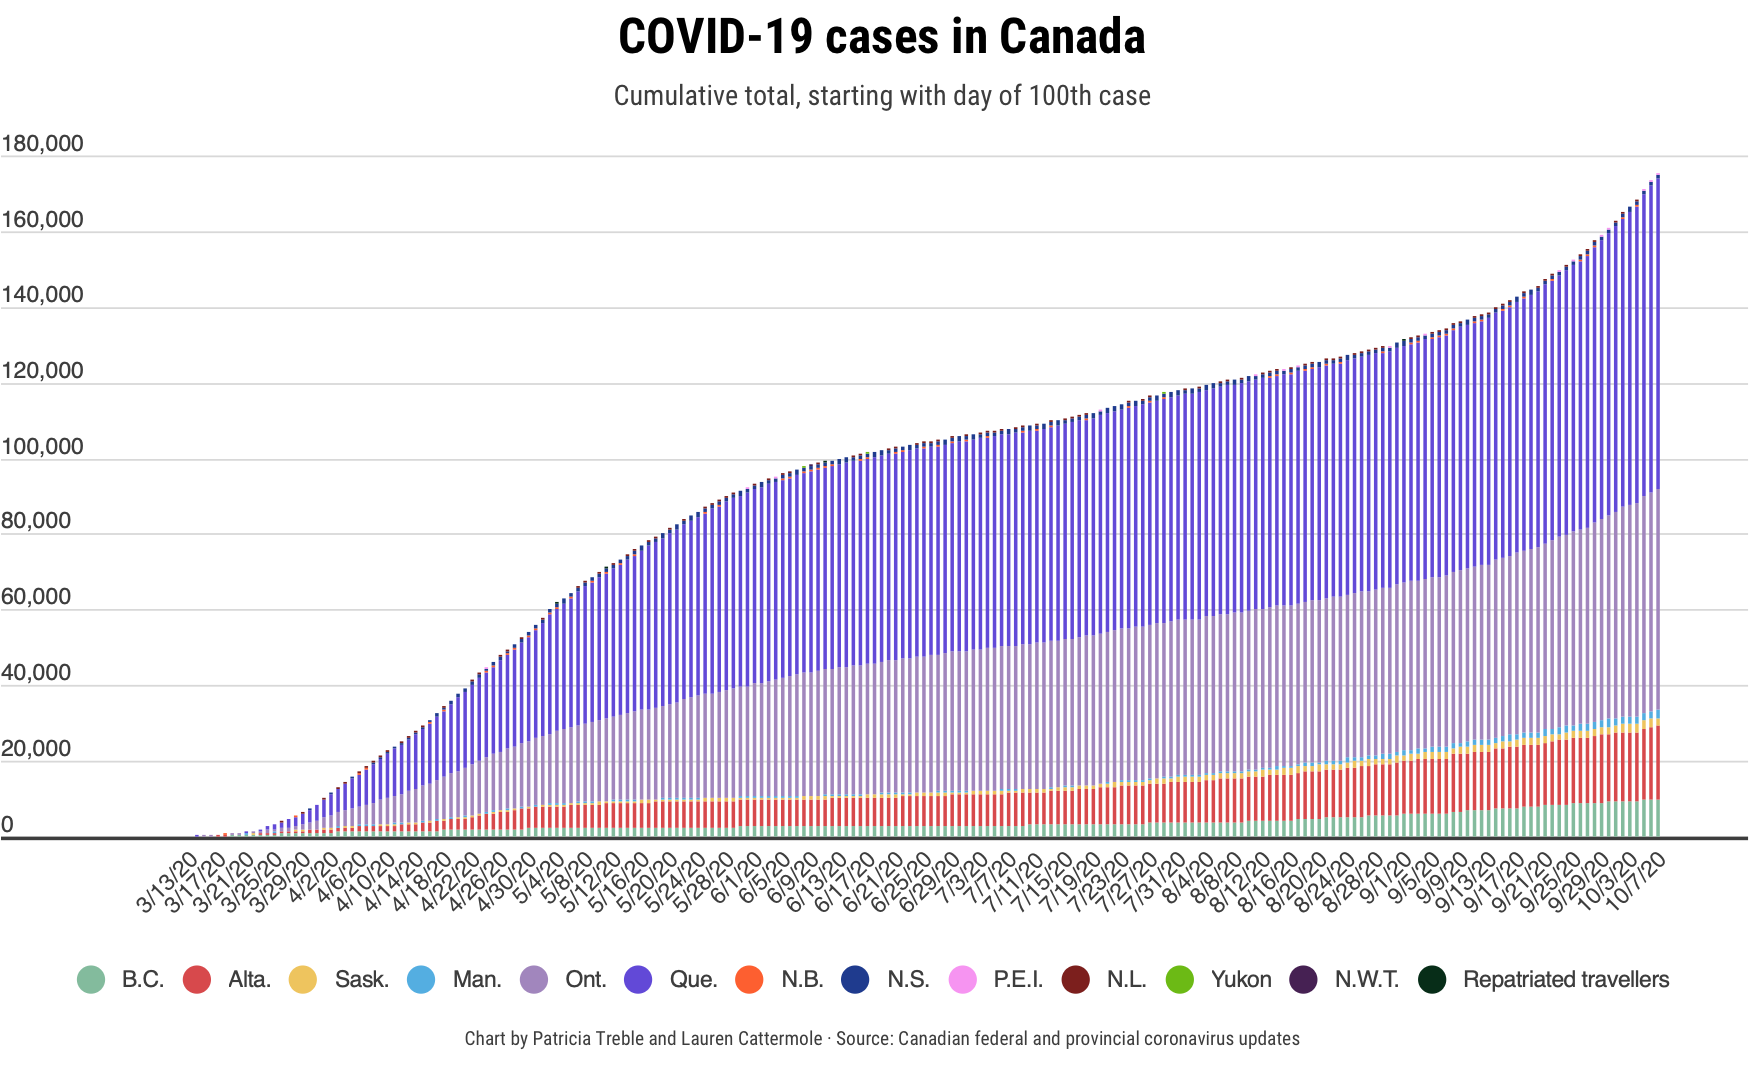 COVID-19 cases in Canada
Cumulative total, starting with day of 100th case
180,000
160,000
140,000
120,000
100,000
80,000
60,000
40,000
20,000
0
3/13/20 3/17/20 3/21/20 3/25/20 3/29/20 4/2/20 4/6/20 4/10/20 4/14/20 4/18/20 4/22/20 4/26/20 4/30/20 5/4/20 5/8/20 5/12/20 5/16/20 5/20/20 5/24/20 5/28/20 6/1/20 6/5/20 6/9/20 6/13/20 6/17/20 6/21/20 6/25/20 6/29/20 7/3/20 7/7/20 7/11/20 7/15/20 7/19/20 7/23/20 7/27/20 7/31/20 8/4/20 8/8/20 8/12/20 8/16/20 8/20/20 8/24/20 8/28/20 9/1/20 9/5/20 9/9/20 9/13/20 9/17/20 9/21/20 9/25/20 9/29/20 10/3/20 10/7/20
B.C. Alta. Sask. Man. Ont. Que. N.B. N.S. P.E.I. N.L. Yukon N.W.T. Repatriated travellers
Chart by Patricia Treble and Lauren Cattermole · Source: Canadian federal and provincial coronavirus updates